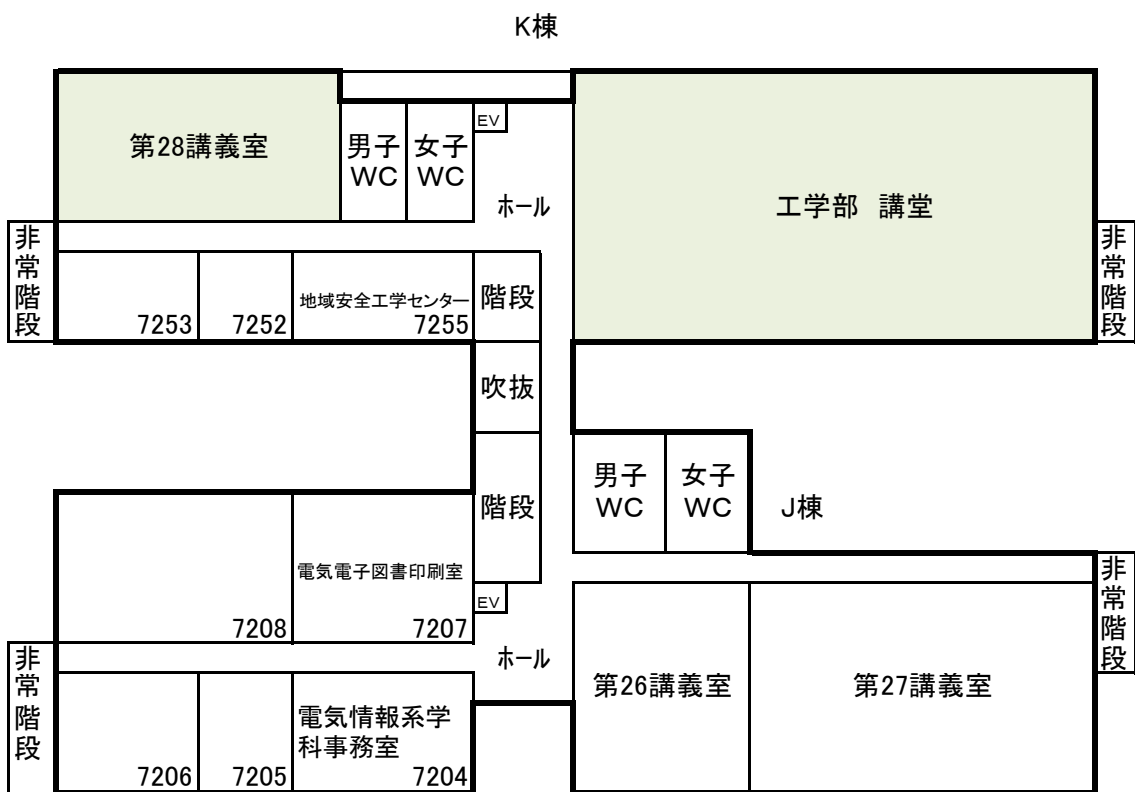 K棟
第28講義室
男子
WC
女子
WC
EV
ホール
工学部 講堂
非常階段
非常階段
7253
7252
地域安全工学センター
7255
階段
吹抜
階段
男子
WC
女子
WC
J棟
7208
電気電子図書印刷室
7207
EV
ホール
非常階段
非常階段
7206
7205
電気情報系学
科事務室
7204
第26講義室
第27講義室